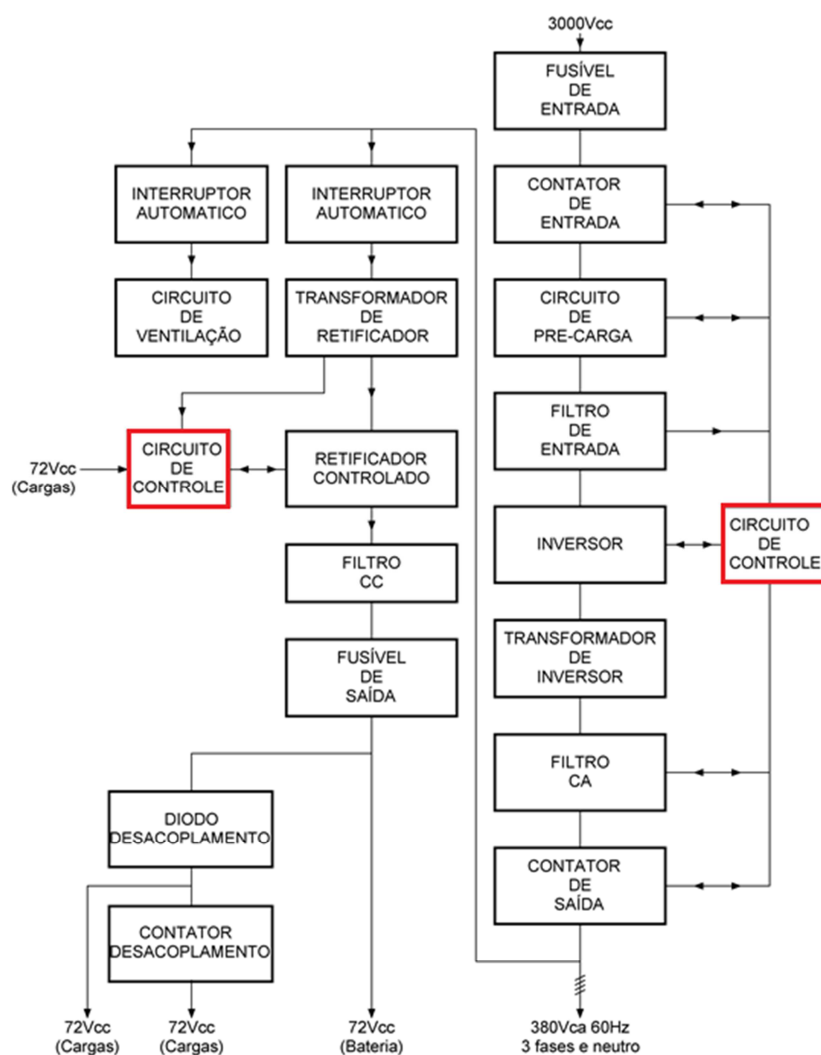 3000Vcc
FUSÍVEL
DE
ENTRADA
INTERRUPTOR
AUTOMATICO
INTERRUPTOR
AUTOMATICO
CONTATOR
DE
ENTRADA
CIRCUITO
DE
VENTILAÇÃO
TRANSFORMADOR
DE
RETIFICADOR
CIRCUITO
DE
PRE-CARGA
FILTRO
DE
ENTRADA
72Vcc
(Cargas)
CIRCUITO
DE
CONTROLE
RETIFICADOR
CONTROLADO
INVERSOR
CIRCUITO
DE
CONTROLE
FILTRO
CC
TRANSFORMADOR
DE
INVERSOR
FUSÍVEL
DE
SAÍDA
FILTRO
CA
DIODO
DESACOPLAMENTO
CONTATOR
DE
SAÍDA
CONTATOR
DESACOPLAMENTO
72Vcc
(Cargas)
72Vcc
(Cargas)
72Vcc
(Bateria)
380Vca 60Hz
3 fases e neutro